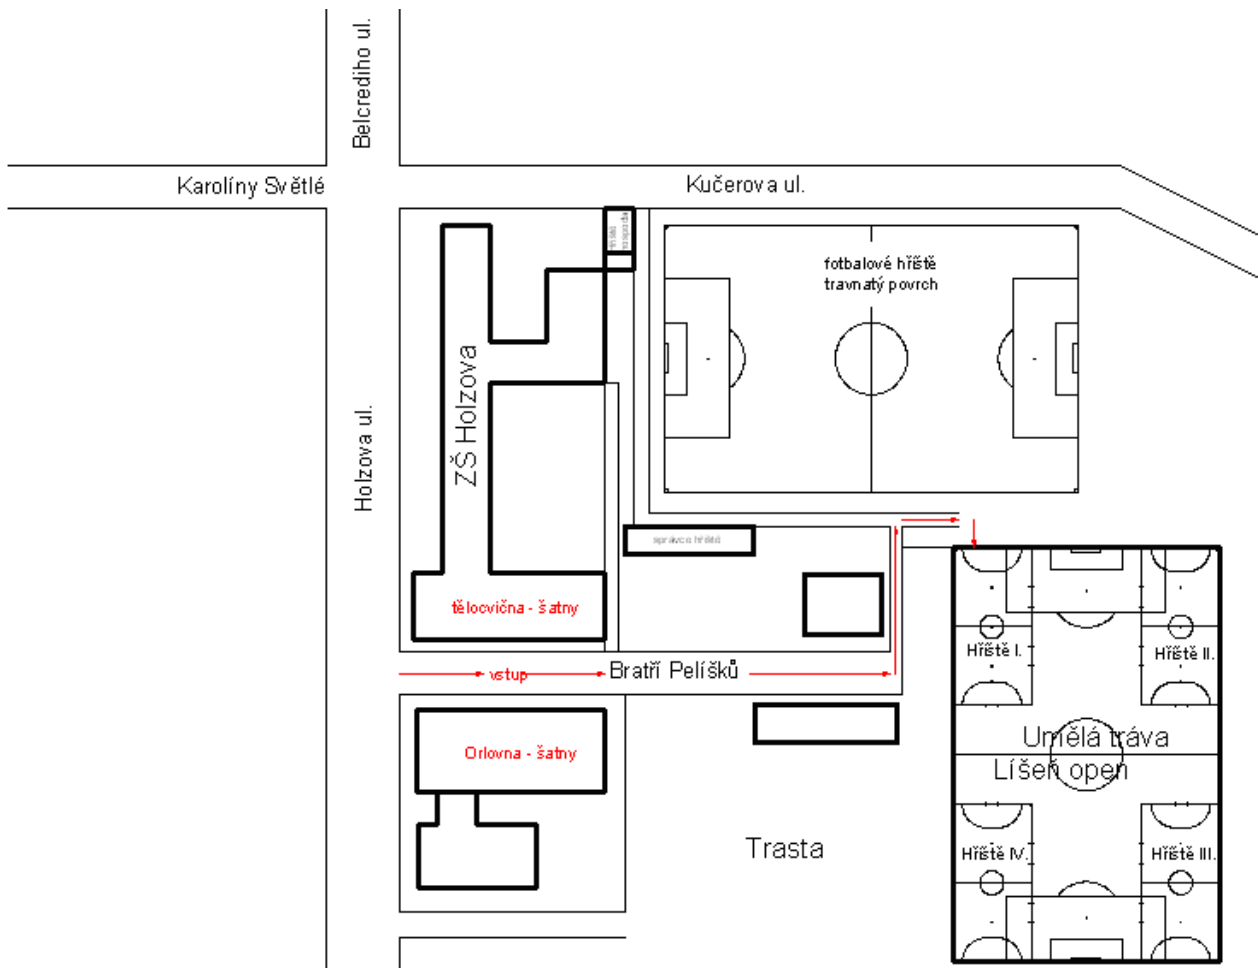 Belcrediho ul.
Karolíny Světlé
Kučerova ul.
fotbalové hřiště
travnatý povrch
ZŠ Holzova
Holzova ul.
správce hřiště
tělocvična - šatny
vstup
Bratří Pelíšků
Hřiště I.
Hřiště II.
Orlovna - šatny
Umělá tráva
Líšeň open
Trasta
Hřiště IV.
Hřiště III.